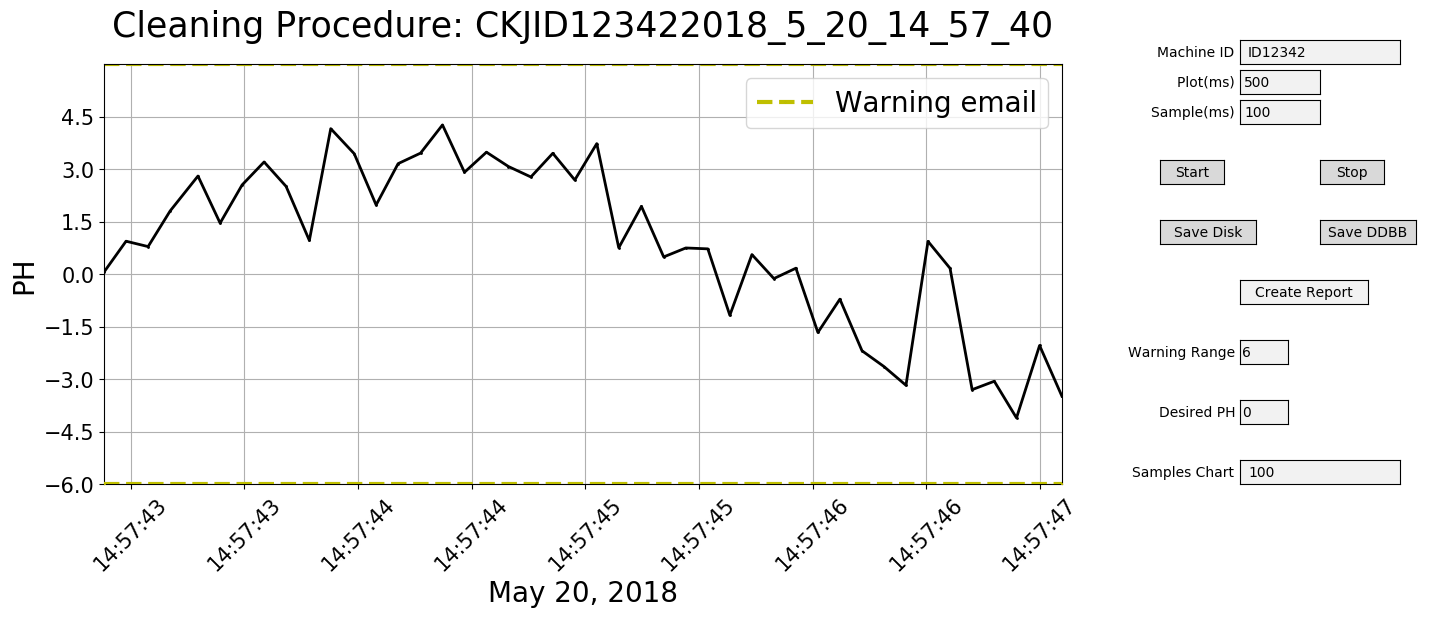 Cleaning Procedure: CKJID123422018_5_20_14_57_40
Warning email
PH
4.5
3.0
1.5
0.0
−1.5
−3.0
−4.5
−6.0
14:57:43
14:57:43
14:57:44
14:57:44
14:57:45
14:57:45
14:57:46
14:57:46
14:57:47
May 20, 2018
Machine ID ID12342
Plot(ms) 500
Sample(ms) 100
Start Stop
Save Disk Save DDBB
Create Report
Warning Range 6
Desired PH 0
Samples Chart 100